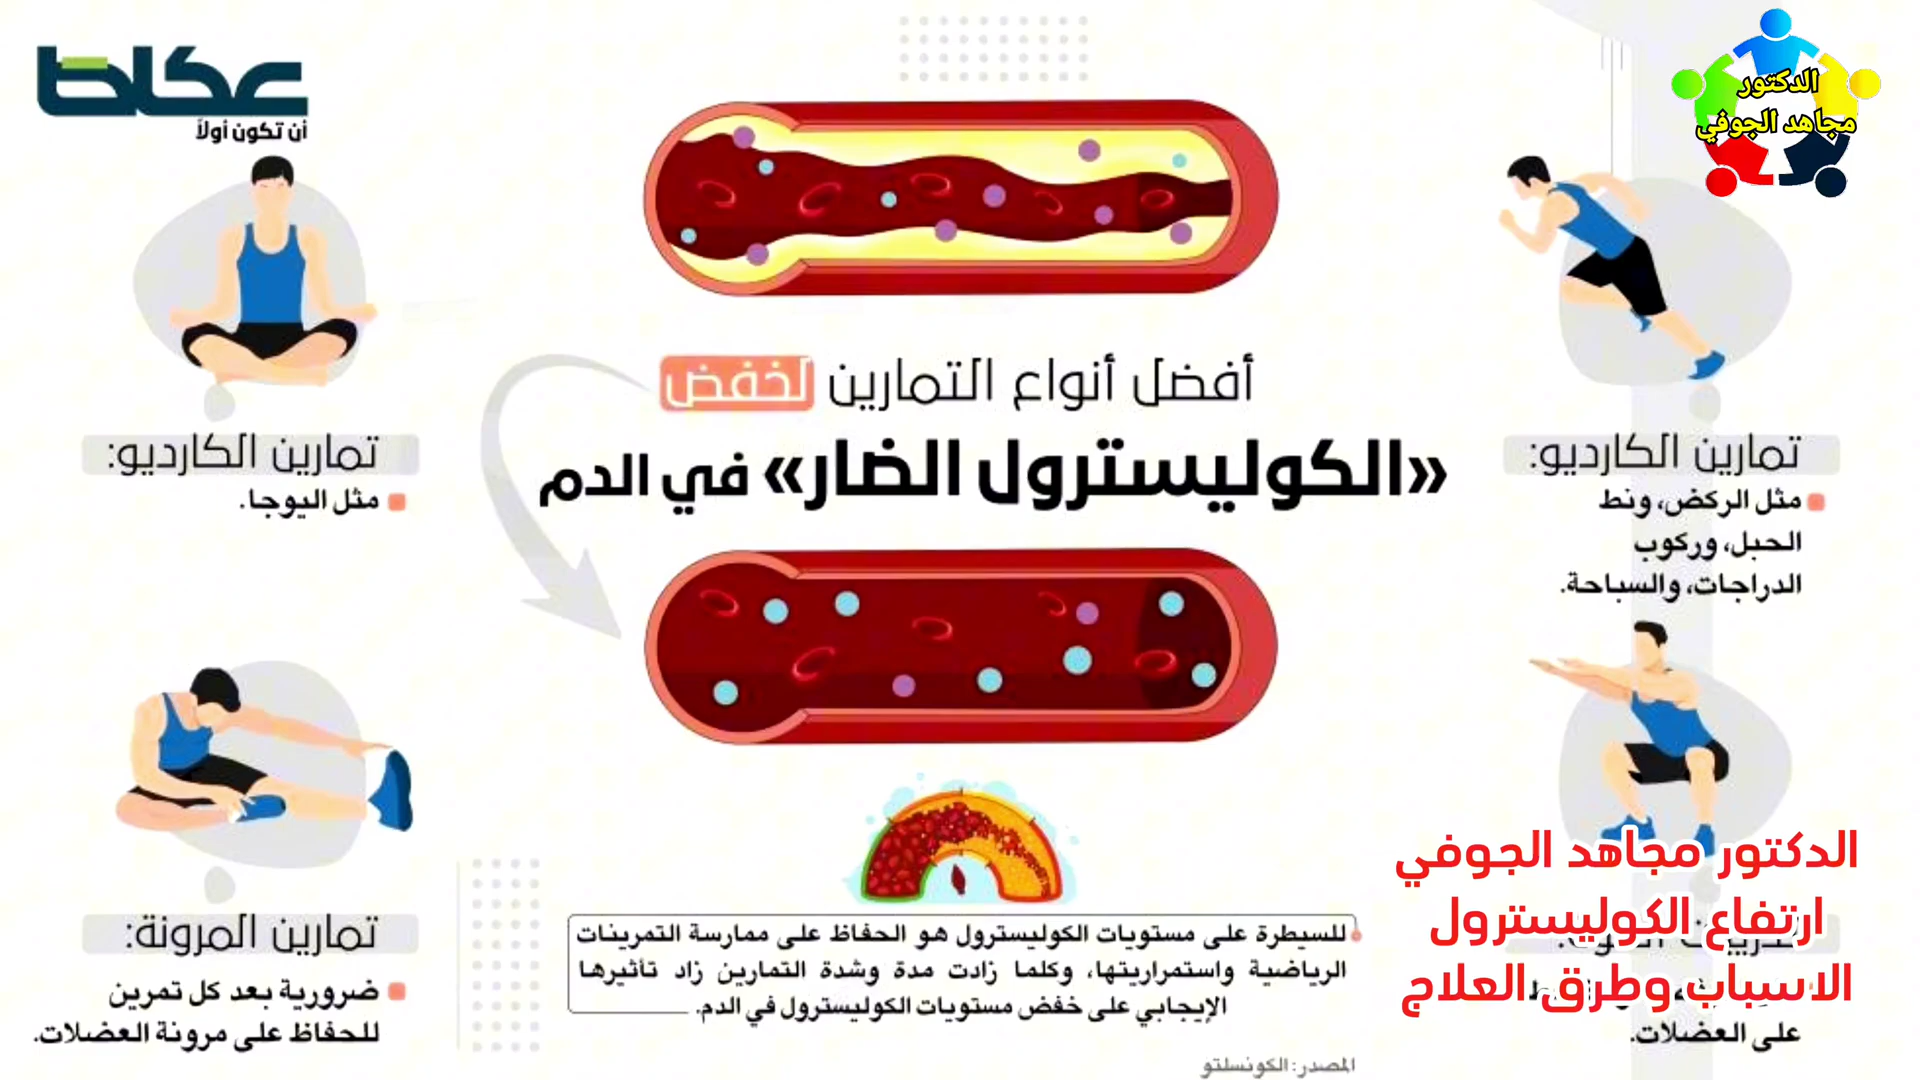 عكاظ
أن تكون أولاً
الدكتور
مجاهد الجوفي
أفضل أنواع التمارين لخفض
«الكوليسترول الضار» في الدم
تمارين الكارديو:
مثل الركض، ونط
الحبل، وركوب
الدراجات، والسباحة.
تمارين الكارديو:
مثل اليوجا.
الدكتور مجاهد الجوفي
ارتفاع الكوليسترول
الاسباب وطرق العلاج
على العضلات.
تمارين المرونة:
ضرورية بعد كل تمرين
للحفاظ على مرونة العضلات.
للسيطرة على مستويات الكوليسترول هو الحفاظ على ممارسة التمرينات
الرياضية واستمراريتها، وكلما زادت مدة وشدة التمارين زاد تأثيرها
الإيجابي على خفض مستويات الكوليسترول في الدم.
المصدر: الكونسلتو